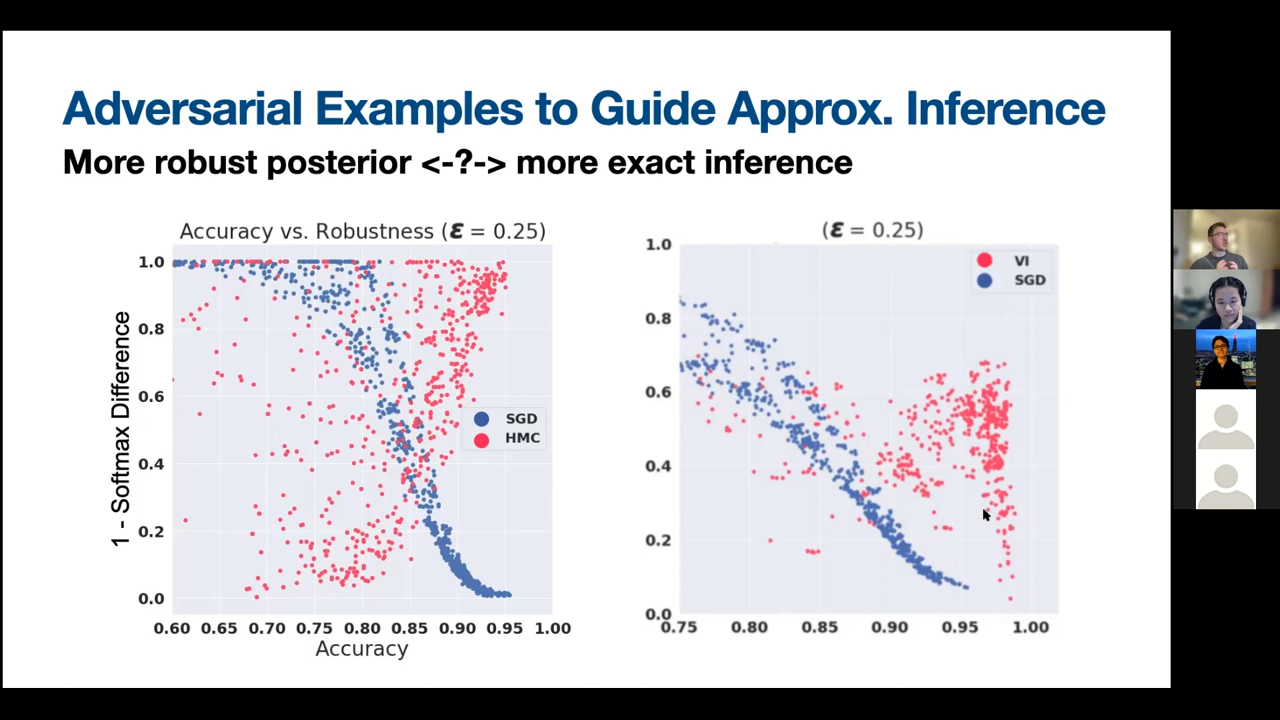 Adversarial Examples to Guide Approx. Inference
More robust posterior <-?-> more exact inference
Accuracy vs. Robustness (ε = 0.25)
1.0
0.8
0.6
0.4
0.2
0.0
1 - Softmax Difference
SGD
HMC
0.60 0.65 0.70 0.75 0.80 0.85 0.90 0.95 1.00
Accuracy
(ε = 0.25)
1.0
0.8
0.6
0.4
0.2
0.0
VI
SGD
0.75 0.80 0.85 0.90 0.95 1.00